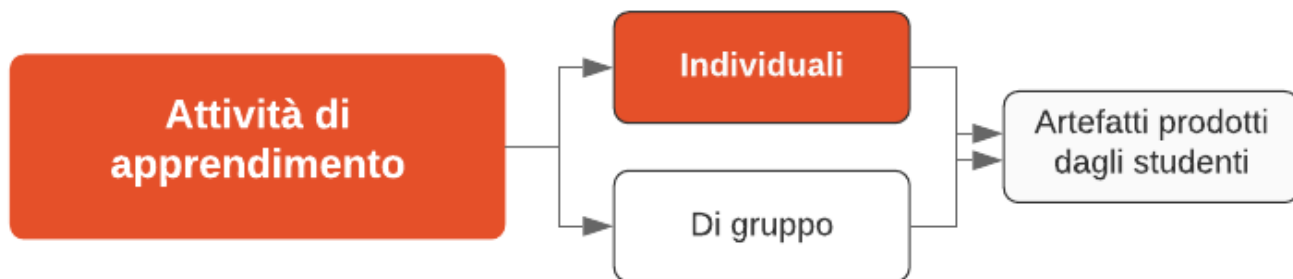 Attività di
apprendimento
Individuali
Di gruppo
Artefatti prodotti
dagli studenti